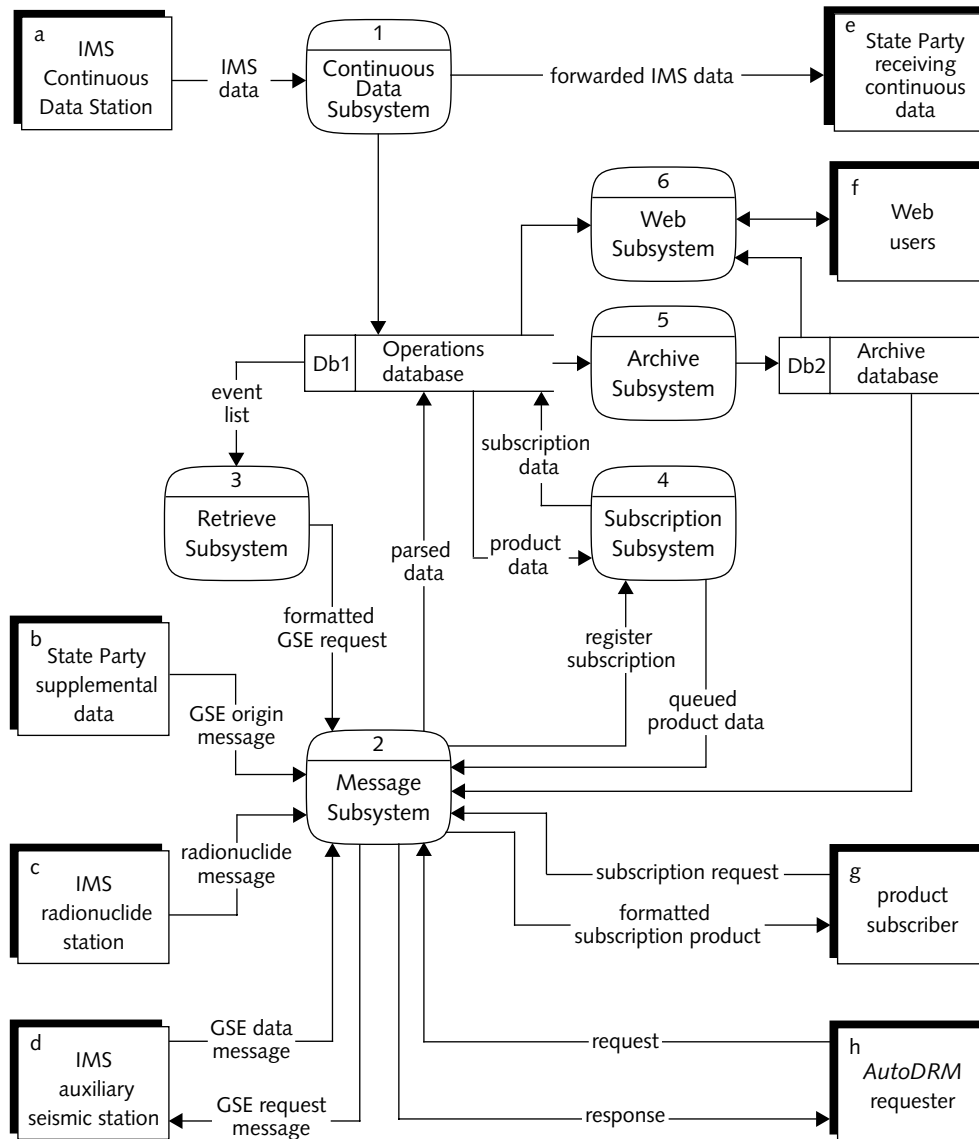 a
IMS
Continuous
Data Station
IMS
data
1
Continuous
Data
Subsystem
forwarded IMS data
e
State Party
receiving
continuous
data
6
Web
Subsystem
f
Web
users
Db1
Operations
database
5
Archive
Subsystem
Db2
Archive
database
event
list
subscription
data
3
Retrieve
Subsystem
4
Subscription
Subsystem
parsed
data
product
data
formatted
GSE request
register
subscription
b
State Party
supplemental
data
GSE origin
message
queued
product data
2
Message
Subsystem
radionuclide
message
c
IMS
radionuclide
station
subscription request
formatted
subscription product
g
product
subscriber
d
IMS
auxiliary
seismic station
GSE data
message
GSE request
message
request
response
h
AutoDRM
requester